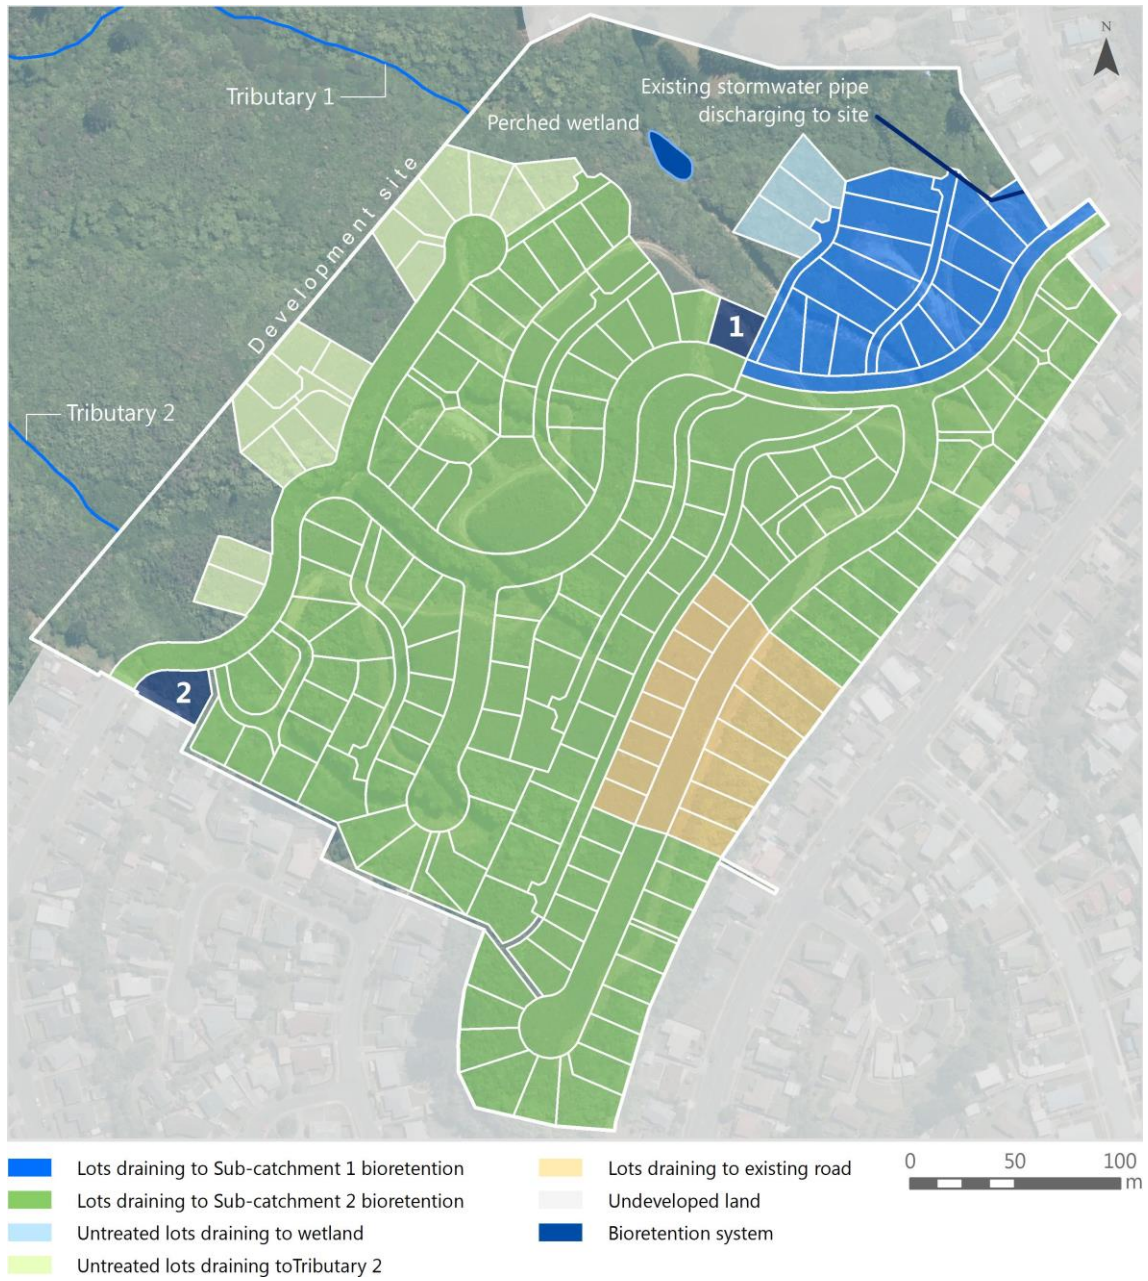 N
Tributary 1
Existing stormwater pipe
discharging to site
Perched wetland
Development site
1
Tributary 2
2
Lots draining to Sub-catchment 1 bioretention
Lots draining to Sub-catchment 2 bioretention
Untreated lots draining to wetland
Untreated lots draining toTributary 2
Lots draining to existing road
Undeveloped land
Bioretention system
0 50 100
m